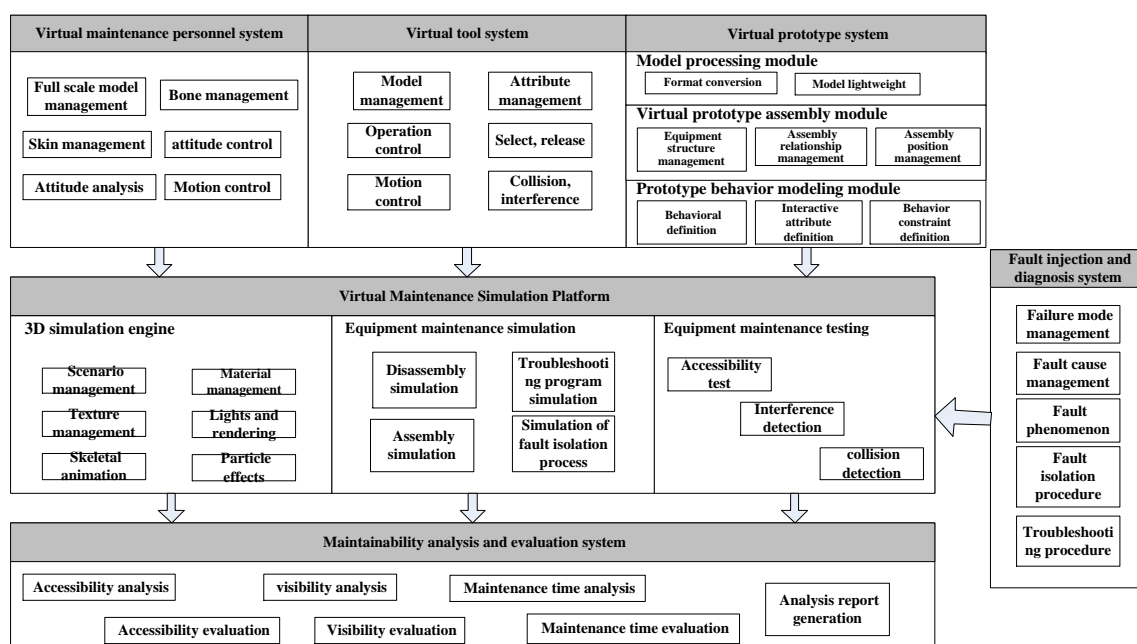 Virtual maintenance personnel system
Full scale model
management
Bone management
Skin management
attitude control
Attitude analysis
Motion control
Virtual tool system
Model
management
Attribute
management
Operation
control
Select, release
Motion
control
Collision,
interference
Virtual prototype system
Model processing module
Format conversion
Model lightweight
Virtual prototype assembly module
Equipment
structure
management
Assembly
relationship
management
Assembly
position
management
Prototype behavior modeling module
Behavioral
definition
Interactive
attribute
definition
Behavior
constraint
definition
Fault injection and
diagnosis system
Failure mode
management
Fault cause
management
Fault
phenomenon
Fault
isolation
procedure
Troubleshooti
ng procedure
Virtual Maintenance Simulation Platform
3D simulation engine
Scenario
management
Material
management
Texture
management
Lights and
rendering
Skeletal
animation
Particle
effects
Equipment maintenance simulation
Disassembly
simulation
Troubleshooti
ng program
simulation
Assembly
simulation
Simulation of
fault isolation
process
Equipment maintenance testing
Accessibility
test
Interference
detection
collision
detection
Maintainability analysis and evaluation system
Accessibility analysis
visibility analysis
Maintenance time analysis
Analysis report
generation
Accessibility evaluation
Visibility evaluation
Maintenance time evaluation